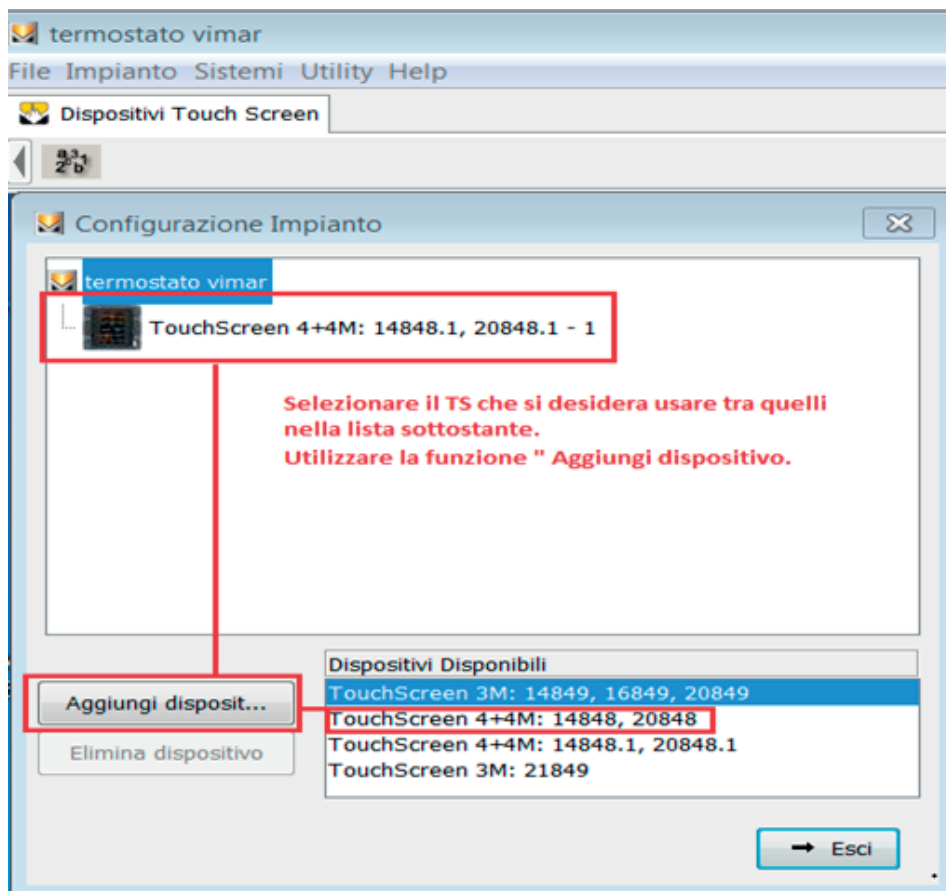 termostato vimar
File Impianto Sistemi Utility Help
Dispositivi Touch Screen
Configurazione Impianto
termostato vimar
TouchScreen 4+4M: 14848.1, 20848.1 - 1
Selezionare il TS che si desidera usare tra quelli
nella lista sottostante.
Utilizzare la funzione " Aggiungi dispositivo.
Dispositivi Disponibili
Aggiungi disposit...
TouchScreen 3M: 14849, 16849, 20849
TouchScreen 4+4M: 14848, 20848
Elimina dispositivo
TouchScreen 4+4M: 14848.1, 20848.1
TouchScreen 3M: 21849
Esci